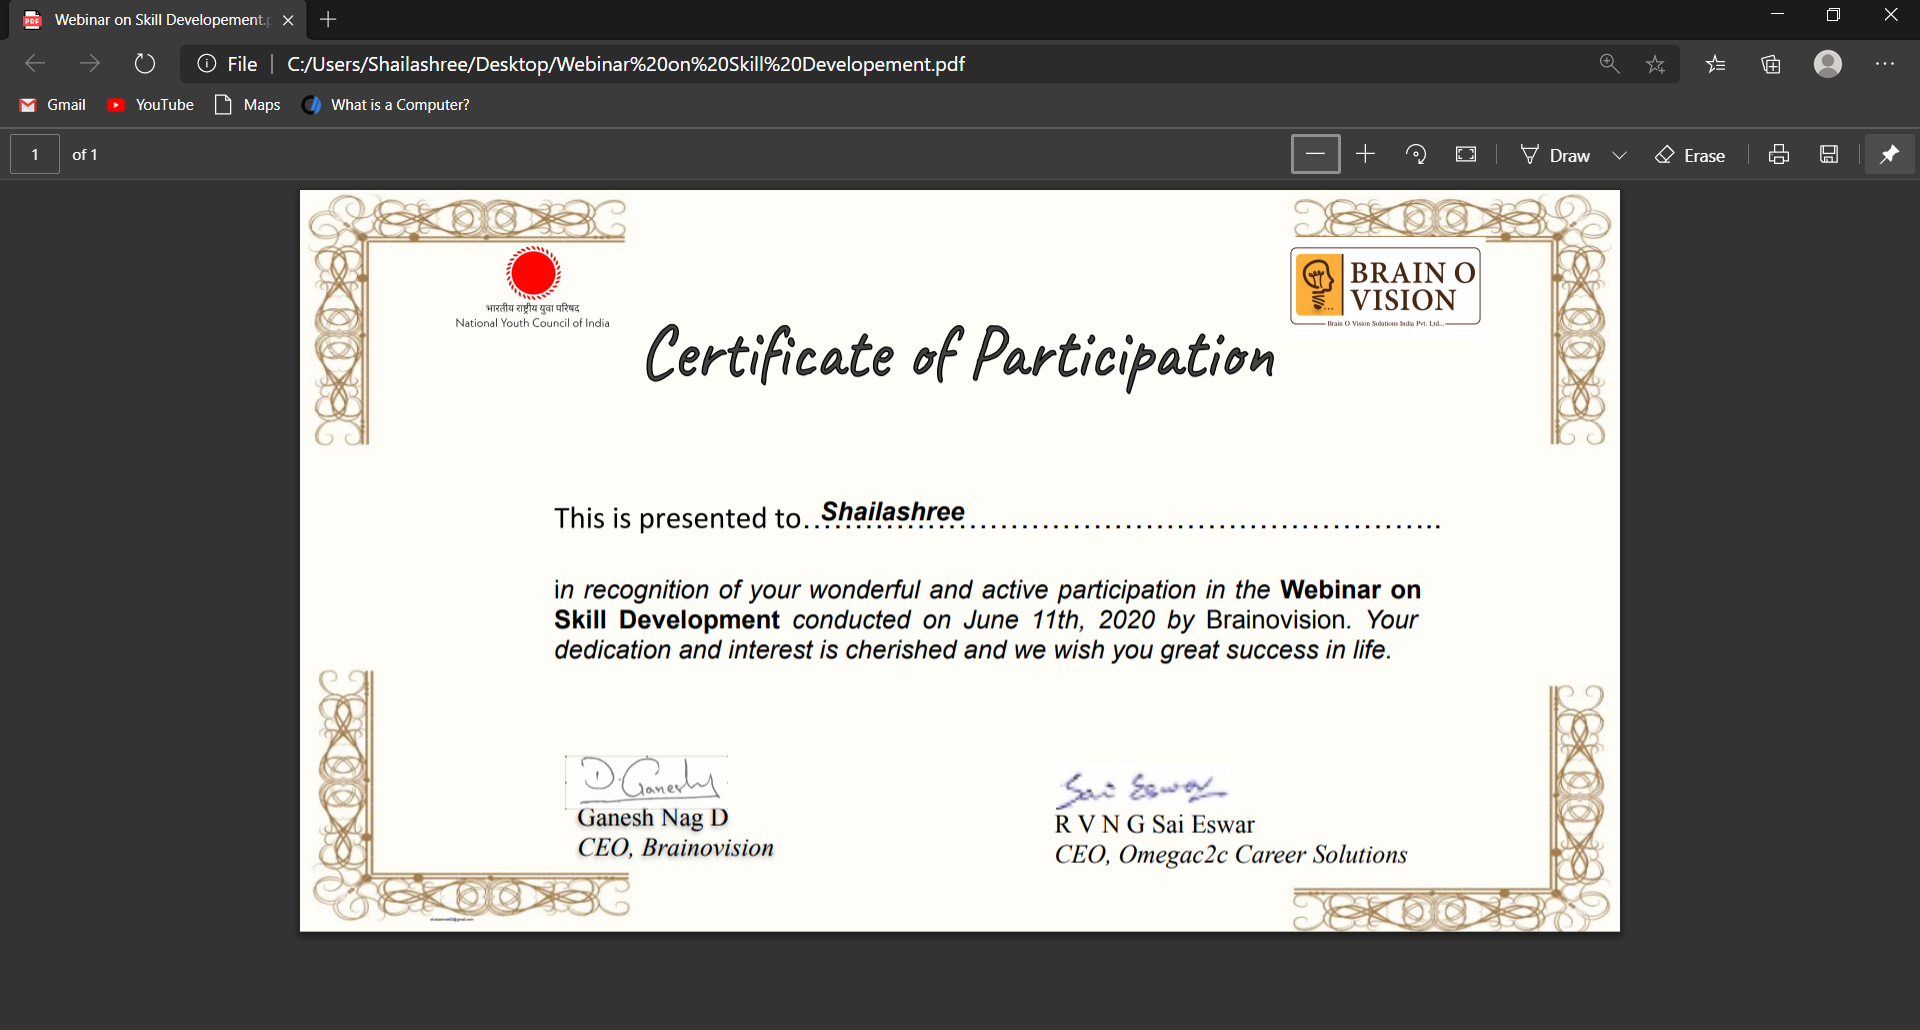 Webinar on Skill Developement.p
File C:/Users/Shailashree/Desktop/Webinar%20on%20Skill%20Developement.pdf
Gmail YouTube Maps What is a Computer?
1 of 1 Draw Erase
भारतीय राष्ट्रीय युवा परिषद
National Youth Council of India
BRAIN O
VISION
Brain O Vision Solutions India Pvt. Ltd...
Certificate of Participation
This is presented to.. Shailashree
in recognition of your wonderful and active participation in the Webinar on
Skill Development conducted on June 11th, 2020 by Brainovision. Your
dedication and interest is cherished and we wish you great success in life.
D. Ganesh
Ganesh Nag D
CEO, Brainovision
Sai Eswar
R V N G Sai Eswar
CEO, Omegac2c Career Solutions